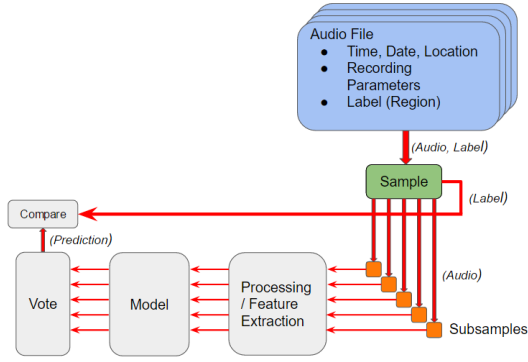 Audio File
● Time, Date, Location
● Recording
Parameters
● Label (Region)
(Audio, Label)
Sample
(Label)
Compare
(Prediction)
(Audio)
Vote
Model
Processing
/ Feature
Extraction
Subsamples